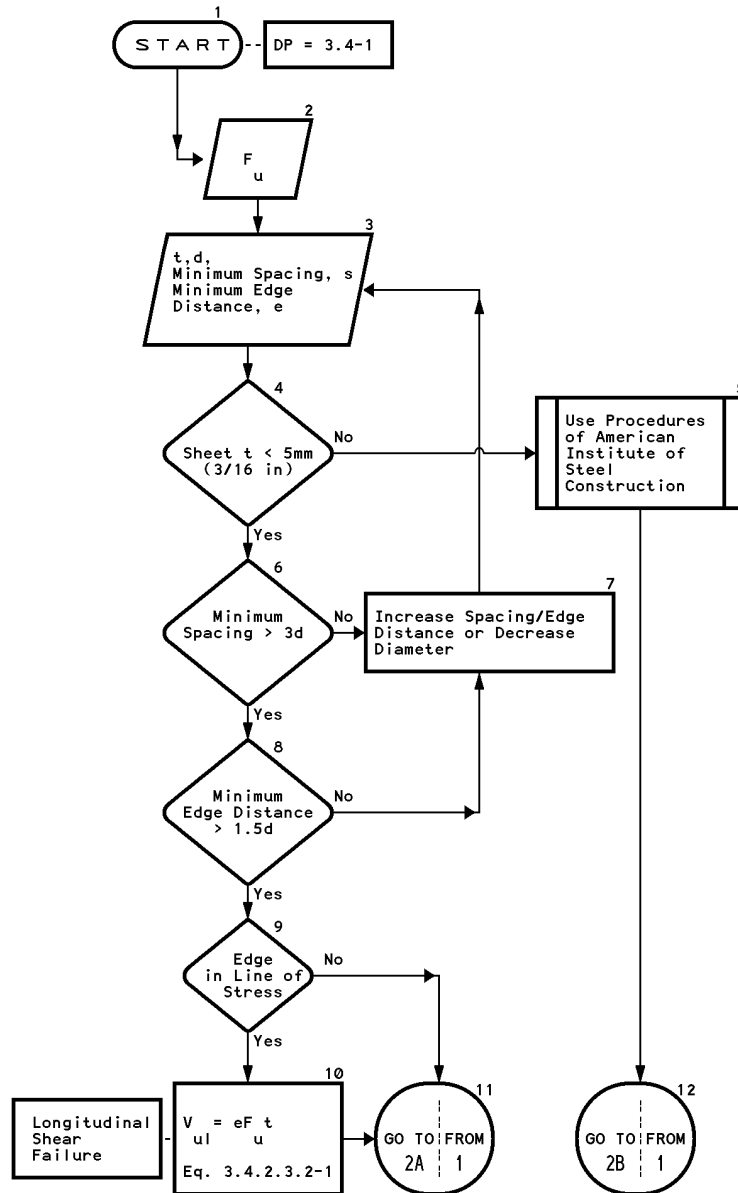 1
START
DP = 3.4-1
2
F
u
3
t,d,
Minimum Spacing, s
Minimum Edge
Distance, e
4
Sheet t < 5mm
(3/16 in)
No
Yes
Use Procedures
of American
Institute of
Steel
Construction
6
Minimum
Spacing > 3d
No
Yes
7
Increase Spacing/Edge
Distance or Decrease
Diameter
8
Minimum
Edge Distance
> 1.5d
No
Yes
9
Edge
in Line of
Stress
No
Yes
10
V = eF t
ul u
Eq. 3.4.2.3.2-1
Longitudinal
Shear
Failure
11
GO TO FROM
2A 1
12
GO TO FROM
2B 1